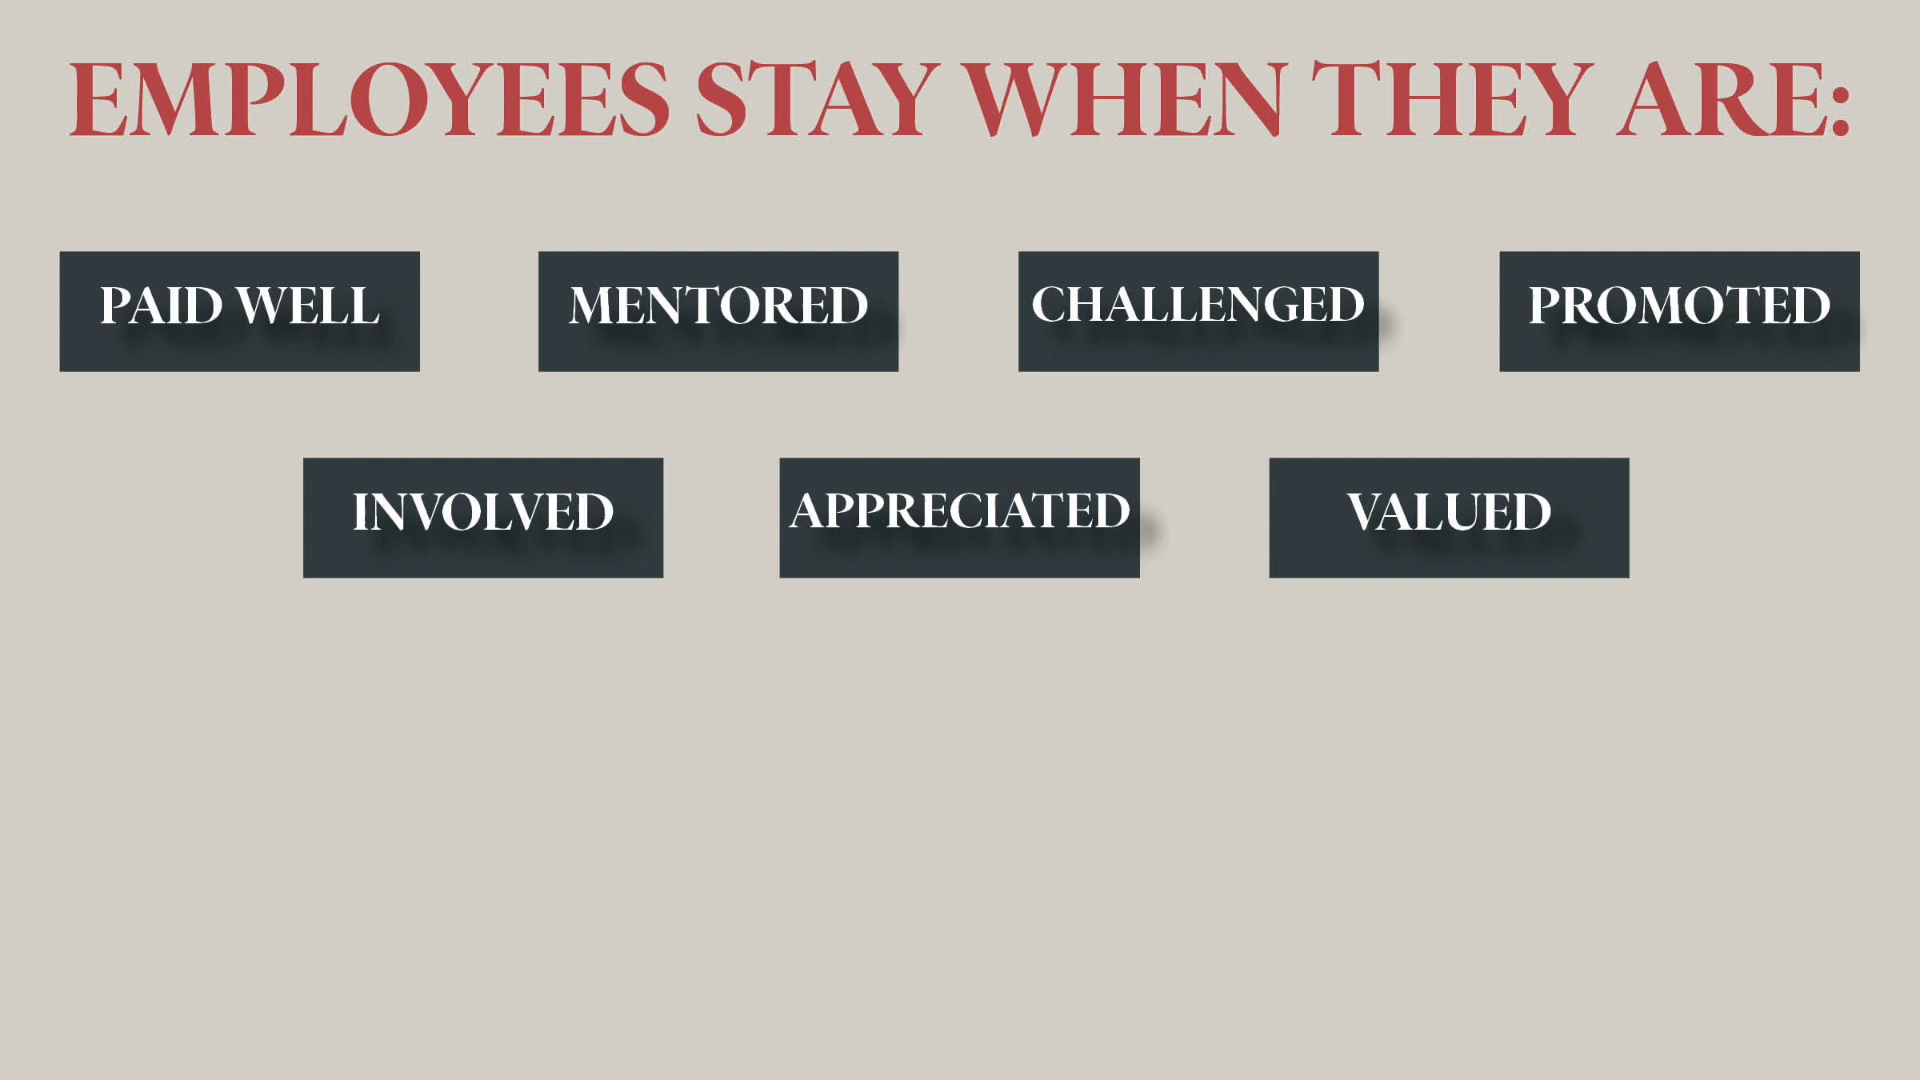 EMPLOYEES STAY WHEN THEY ARE:
PAID WELL
MENTORED
CHALLENGED
PROMOTED
INVOLVED
APPRECIATED
VALUED